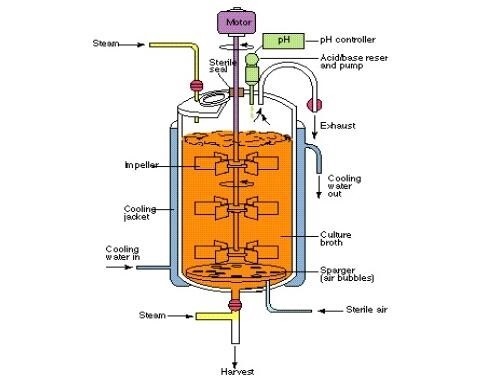 Motor
Steam
pH
pH controller
Sterile
seal
Acid/base reser
and pump
Exhaust
Impeller
Cooling
water out
out
Cooling
jacket
Culture
broth
Cooling
water in
Sparger
(air bubbles)
Steam
Sterile air
Harvest